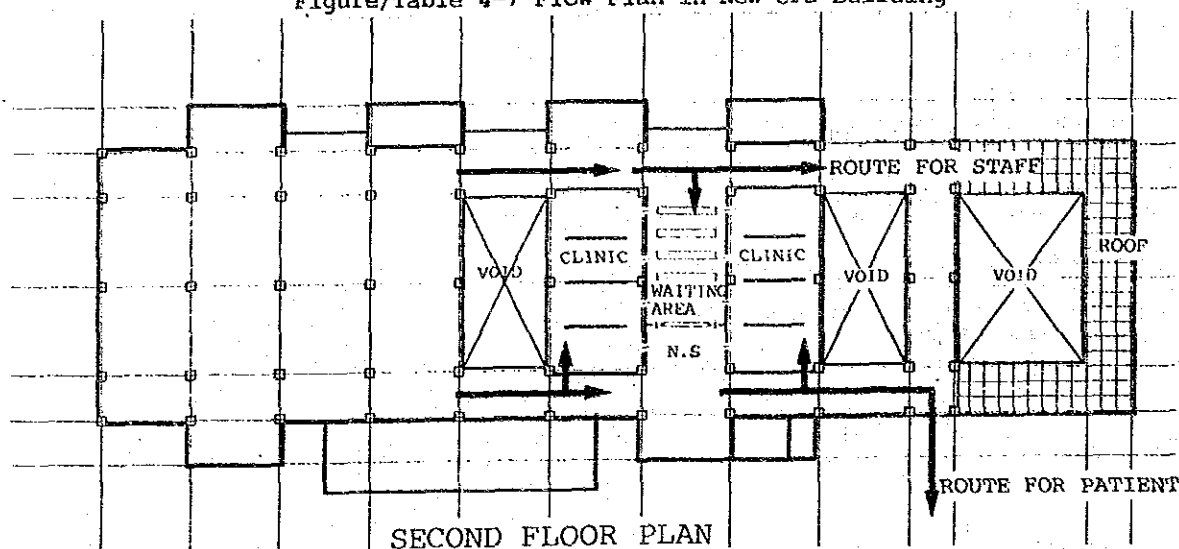 Figure/Table 4-7 Flow Plan in New OPD Building
ROUTE FOR STAFF
ROOF
VOID
CLINIC
CLINIC
VOID
VOID
WAITING
AREA
N.S
ROUTE FOR PATIENT
SECOND FLOOR PLAN